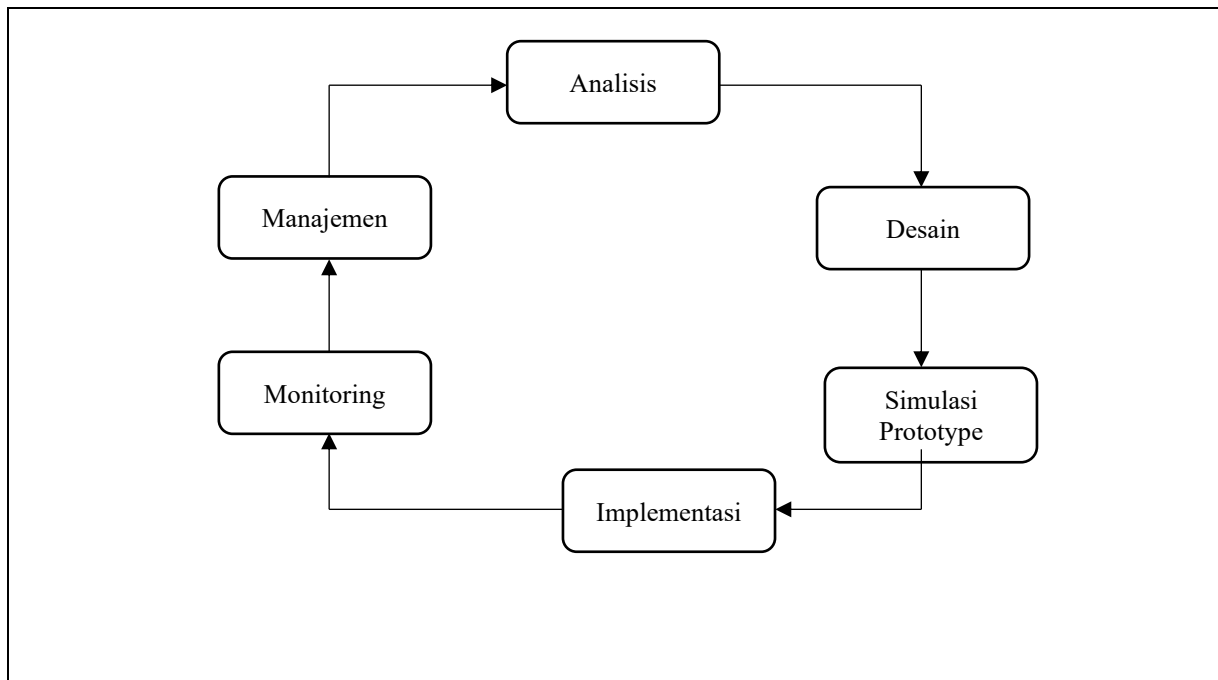 Analisis
Desain
Simulasi
Prototype
Implementasi
Monitoring
Manajemen